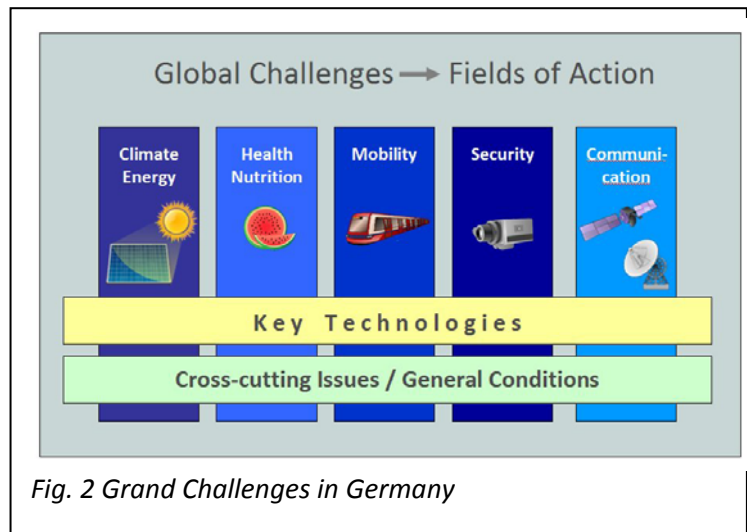 Global Challenges → Fields of Action
Climate
Energy
Health
Nutrition
Mobility
Security
Communi-
cation
Key Technologies
Cross-cutting Issues / General Conditions
Fig. 2 Grand Challenges in Germany